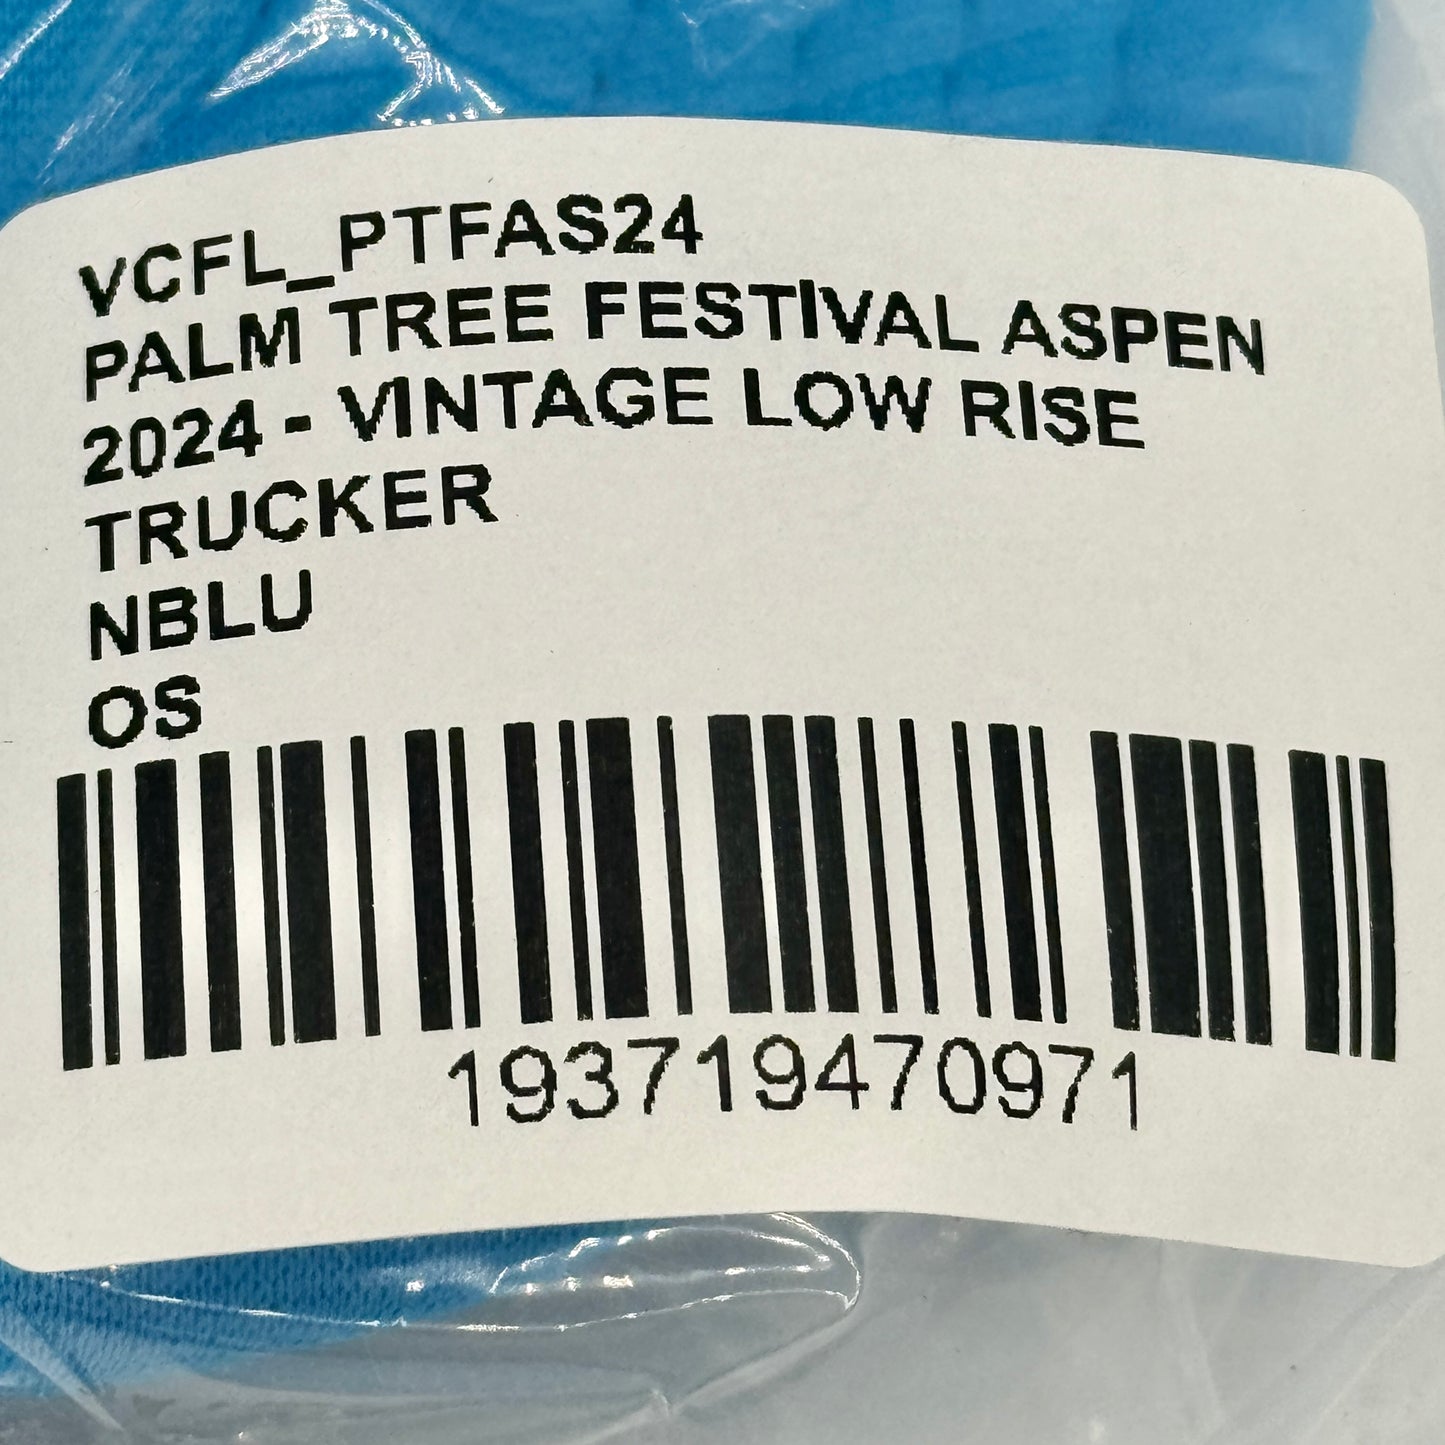 VCFL_PTFAS24
PALM TREE FESTIVAL ASPEN
2024 - VINTAGE LOW RISE
TRUCKER
NBLU
OS
193719470971